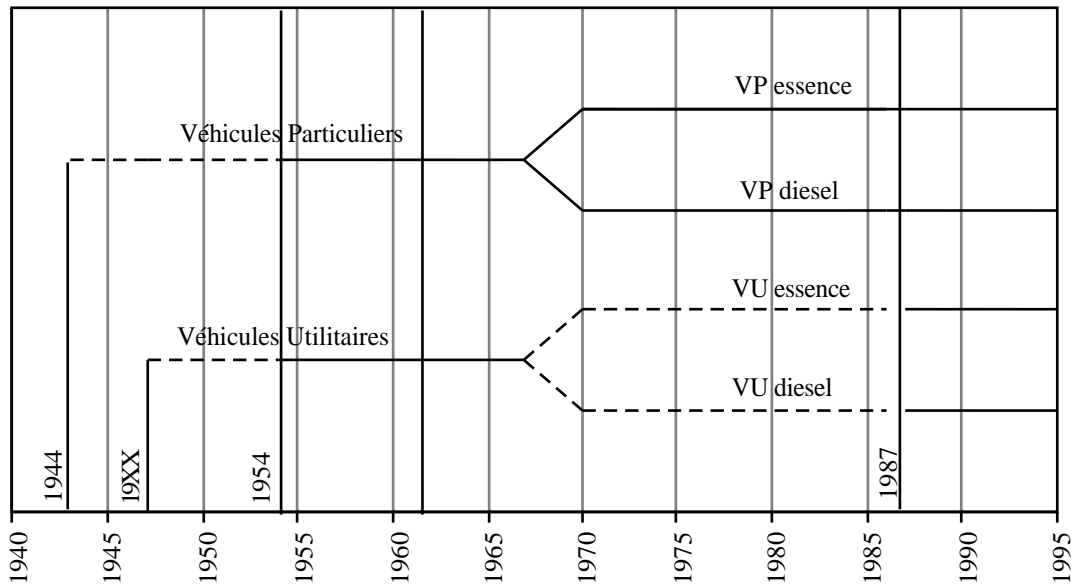 VP essence
Véhicules Particuliers
VP diesel
VU essence
Véhicules Utilitaires
VU diesel
1944
19XX
1954
1987
1940
1945
1950
1955
1960
1965
1970
1975
1980
1985
1990
1995